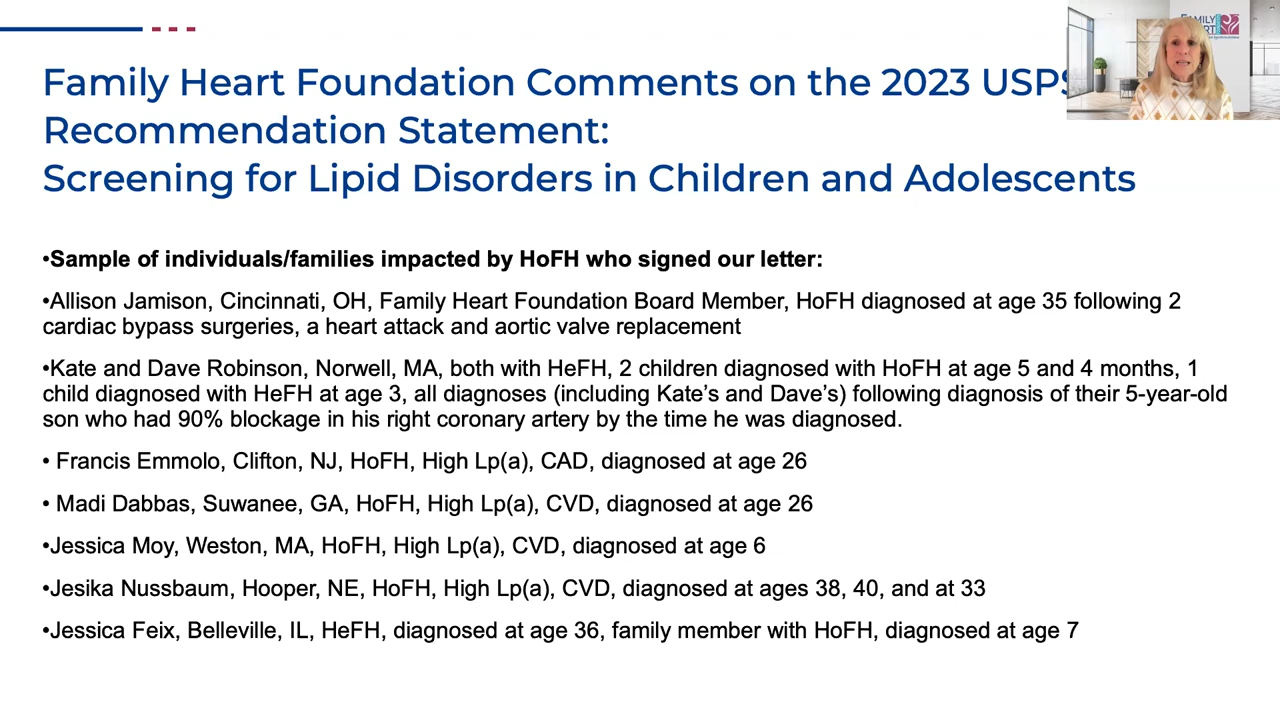 Family Heart Foundation Comments on the 2023
Recommendation Statement:
Screening for Lipid Disorders in Children and Adolescents
•Sample of individuals/families impacted by HoFH who signed our letter:
•Allison Jamison, Cincinnati, OH, Family Heart Foundation Board Member, HoFH diagnosed at age 35 following 2
cardiac bypass surgeries, a heart attack and aortic valve replacement
•Kate and Dave Robinson, Norwell, MA, both with HeFH, 2 children diagnosed with HoFH at age 5 and 4 months, 1
child diagnosed with HeFH at age 3, all diagnoses (including Kate’s and Dave’s) following diagnosis of their 5-year-old
son who had 90% blockage in his right coronary artery by the time he was diagnosed.
• Francis Emmolo, Clifton, NJ, HoFH, High Lp(a), CAD, diagnosed at age 26
• Madi Dabbas, Suwanee, GA, HoFH, High Lp(a), CVD, diagnosed at age 26
•Jessica Moy, Weston, MA, HoFH, High Lp(a), CVD, diagnosed at age 6
•Jesika Nussbaum, Hooper, NE, HoFH, High Lp(a), CVD, diagnosed at ages 38, 40, and at 33
•Jessica Feix, Belleville, IL, HeFH, diagnosed at age 36, family member with HoFH, diagnosed at age 7